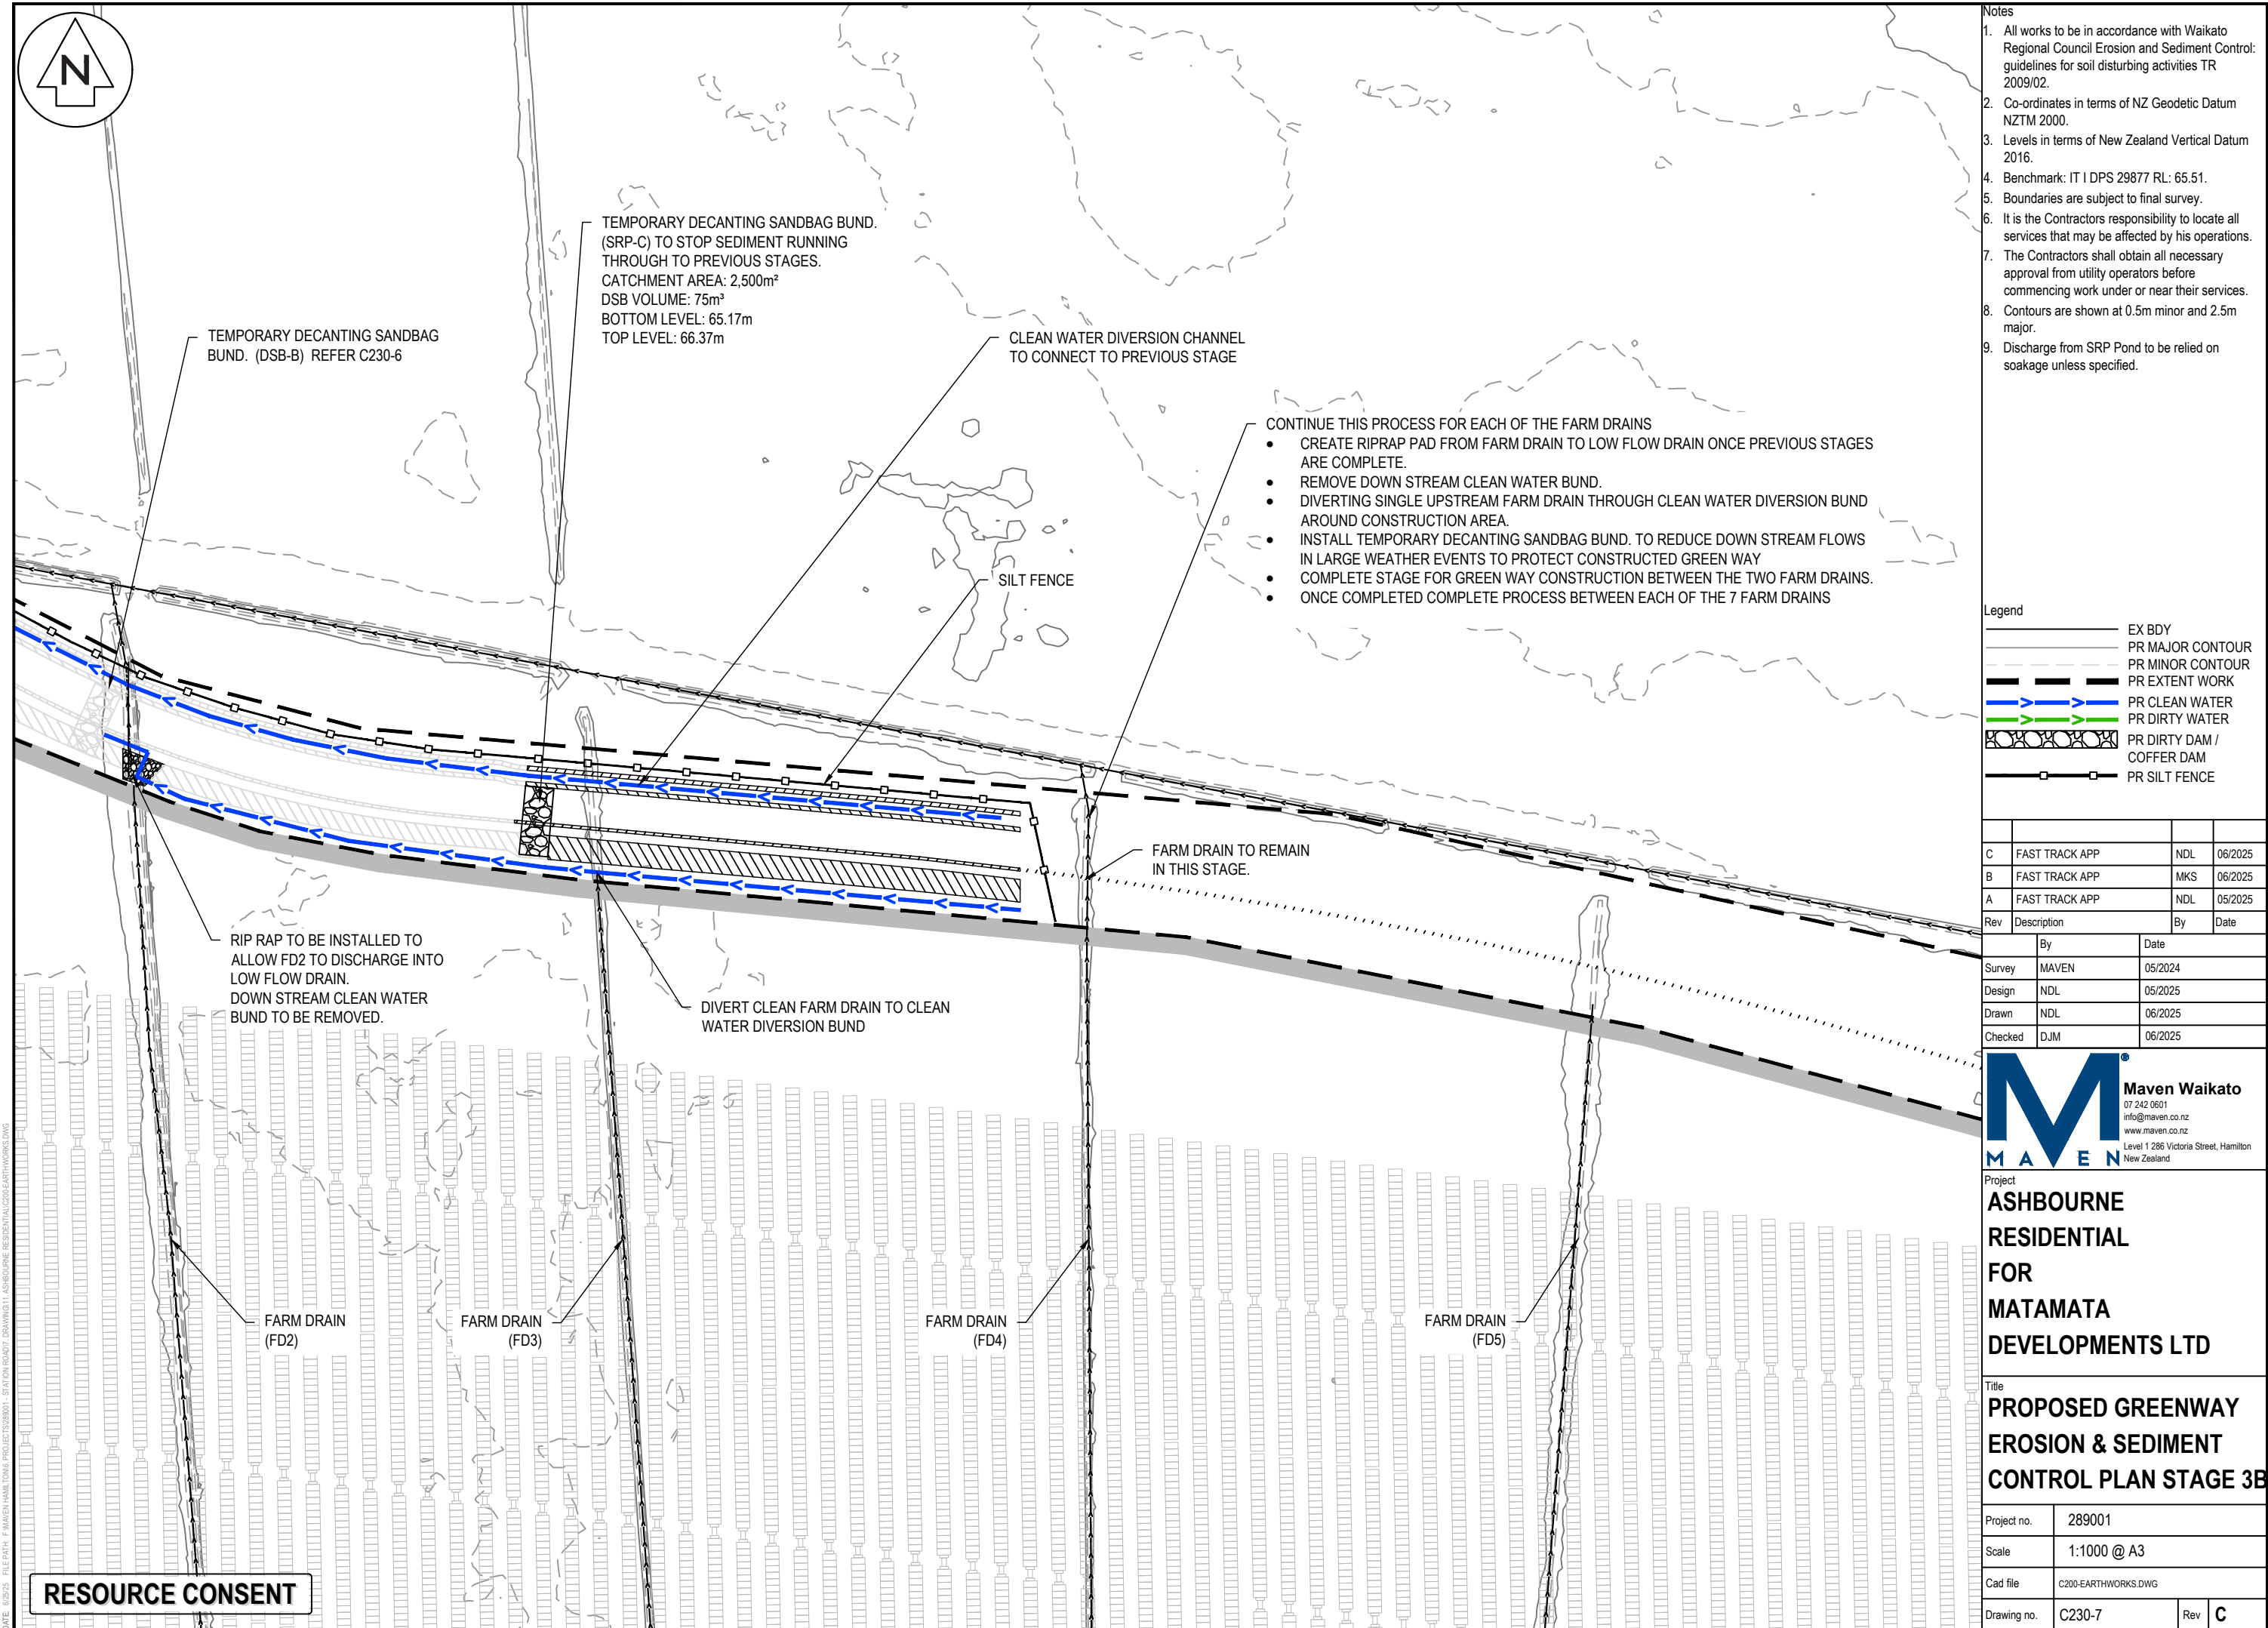 N
TEMPORARY DECANTING SANDBAG BUND.
(SRP-C) TO STOP SEDIMENT RUNNING
THROUGH TO PREVIOUS STAGES.
CATCHMENT AREA: 2,500m²
DSB VOLUME: 75m³
BOTTOM LEVEL: 65.17m
TOP LEVEL: 66.37m
TEMPORARY DECANTING SANDBAG
BUND. (DSB-B) REFER C230-6
CLEAN WATER DIVERSION CHANNEL
TO CONNECT TO PREVIOUS STAGE
CONTINUE THIS PROCESS FOR EACH OF THE FARM DRAINS
• CREATE RIPRAP PAD FROM FARM DRAIN TO LOW FLOW DRAIN ONCE PREVIOUS STAGES
ARE COMPLETE.
• REMOVE DOWN STREAM CLEAN WATER BUND.
• DIVERTING SINGLE UPSTREAM FARM DRAIN THROUGH CLEAN WATER DIVERSION BUND
AROUND CONSTRUCTION AREA.
• INSTALL TEMPORARY DECANTING SANDBAG BUND. TO REDUCE DOWN STREAM FLOWS
IN LARGE WEATHER EVENTS TO PROTECT CONSTRUCTED GREEN WAY
• COMPLETE STAGE FOR GREEN WAY CONSTRUCTION BETWEEN THE TWO FARM DRAINS.
• ONCE COMPLETED COMPLETE PROCESS BETWEEN EACH OF THE 7 FARM DRAINS
SILT FENCE
FARM DRAIN TO REMAIN
IN THIS STAGE.
RIP RAP TO BE INSTALLED TO
ALLOW FD2 TO DISCHARGE INTO
LOW FLOW DRAIN.
DOWN STREAM CLEAN WATER
BUND TO BE REMOVED.
DIVERT CLEAN FARM DRAIN TO CLEAN
WATER DIVERSION BUND
FARM DRAIN
(FD2)
FARM DRAIN
(FD3)
FARM DRAIN
(FD4)
FARM DRAIN
(FD5)
RESOURCE CONSENT
DATE: 6/25/25 FILE PATH: F:\MAVEN HAMILTON\6 PROJECTS\289001 - STATION ROAD\7 DRAWING\11 ASHBOURNE RESIDENTIAL\C200-EARTHWORKS.DWG
Notes
1. All works to be in accordance with Waikato
Regional Council Erosion and Sediment Control:
guidelines for soil disturbing activities TR
2009/02.
2. Co-ordinates in terms of NZ Geodetic Datum
NZTM 2000.
3. Levels in terms of New Zealand Vertical Datum
2016.
4. Benchmark: IT I DPS 29877 RL: 65.51.
5. Boundaries are subject to final survey.
6. It is the Contractors responsibility to locate all
services that may be affected by his operations.
7. The Contractors shall obtain all necessary
approval from utility operators before
commencing work under or near their services.
8. Contours are shown at 0.5m minor and 2.5m
major.
9. Discharge from SRP Pond to be relied on
soakage unless specified.
Legend
EX BDY
PR MAJOR CONTOUR
PR MINOR CONTOUR
PR EXTENT WORK
PR CLEAN WATER
PR DIRTY WATER
PR DIRTY DAM /
COFFER DAM
PR SILT FENCE
C FAST TRACK APP NDL 06/2025
B FAST TRACK APP MKS 06/2025
A FAST TRACK APP NDL 05/2025
Rev Description By Date
By Date
Survey MAVEN 05/2024
Design NDL 05/2025
Drawn NDL 06/2025
Checked DJM 06/2025
MAVEN ®
Maven Waikato
07 242 0601
info@maven.co.nz
www.maven.co.nz
Level 1 286 Victoria Street, Hamilton
New Zealand
Project
ASHBOURNE
RESIDENTIAL
FOR
MATAMATA
DEVELOPMENTS LTD
Title
PROPOSED GREENWAY
EROSION & SEDIMENT
CONTROL PLAN STAGE 3B
Project no. 289001
Scale 1:1000 @ A3
Cad file C200-EARTHWORKS.DWG
Drawing no. C230-7 Rev C